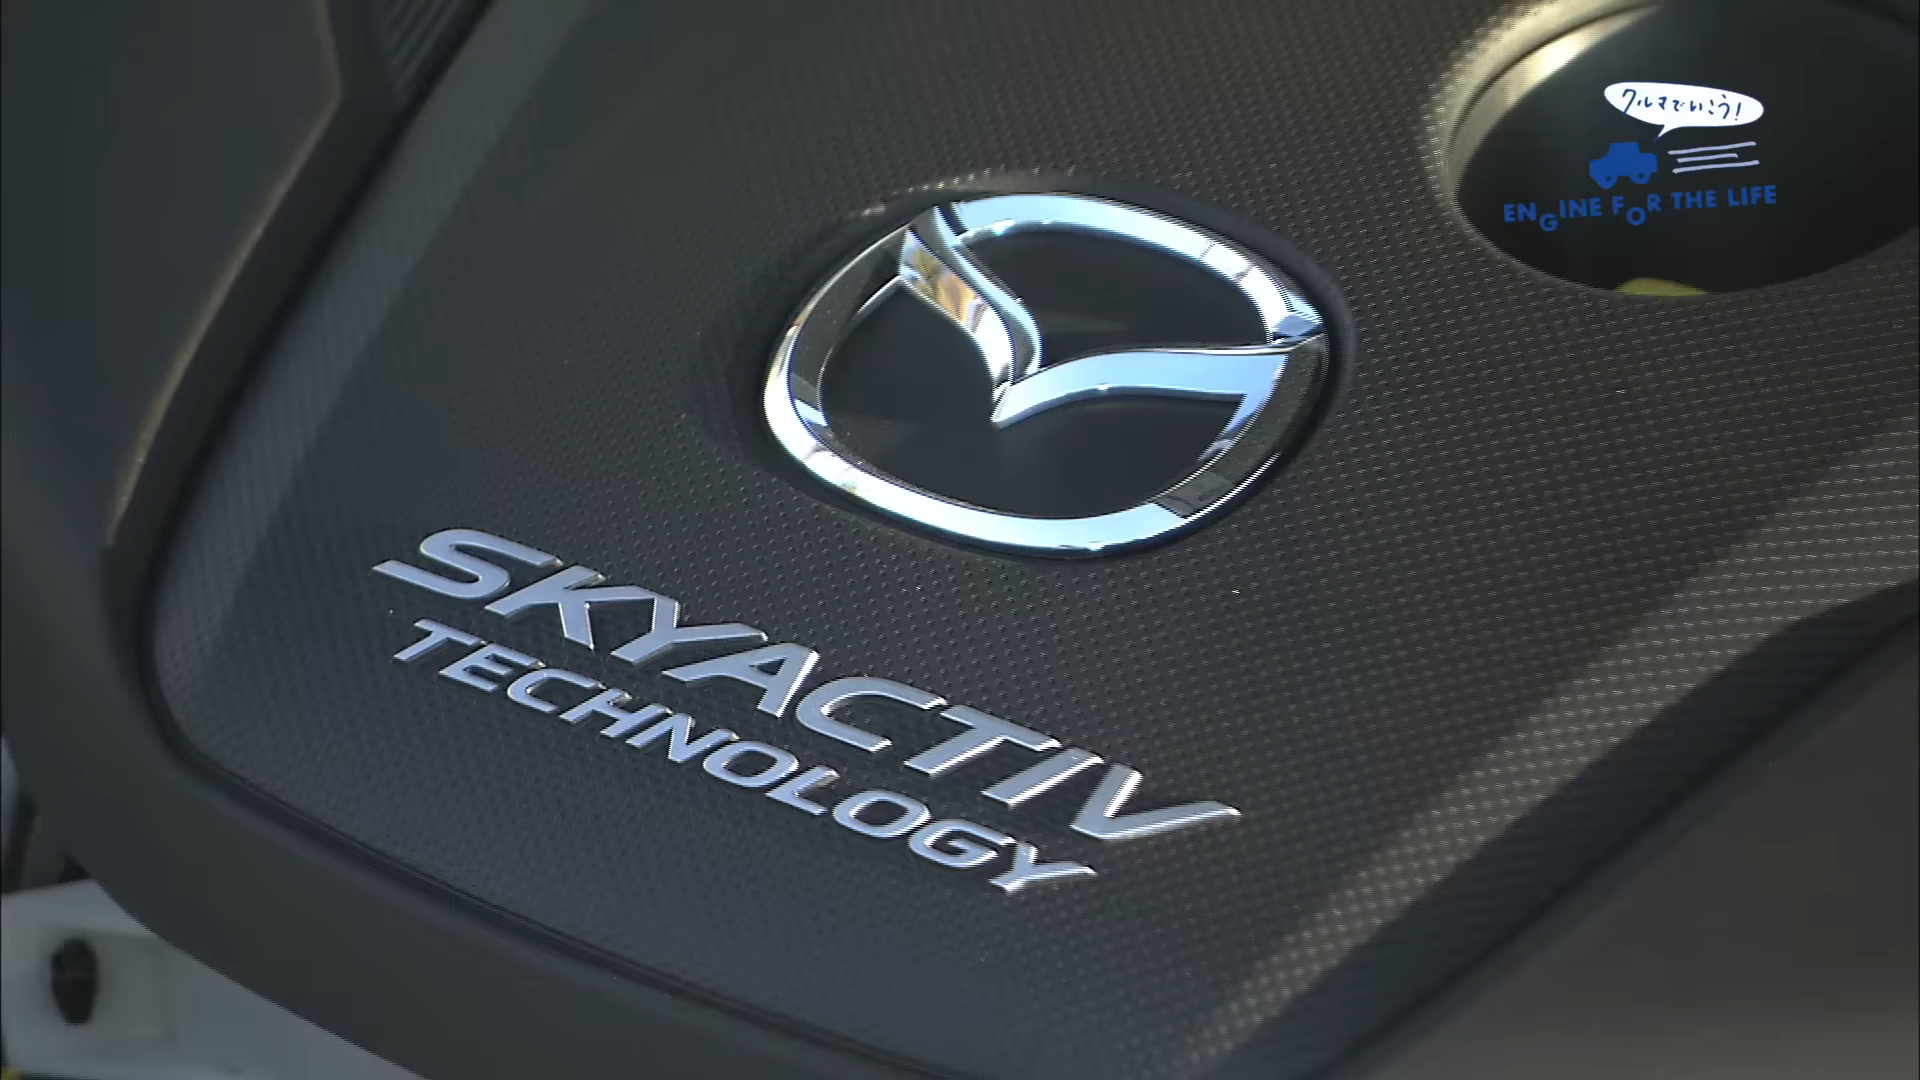 クルマでいこう!
ENGINE FOR THE LIFE
SKYACTIV
TECHNOLOGY